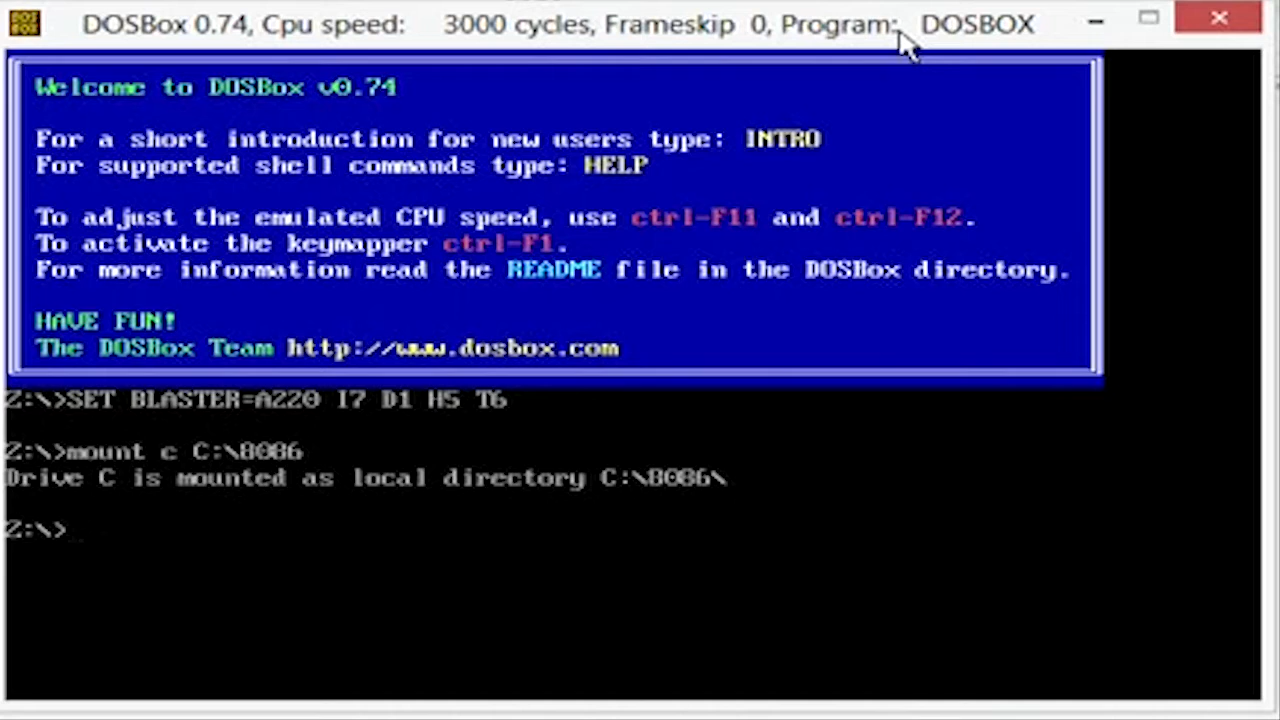 DOSBox 0.74, Cpu speed: 3000 cycles, Frameskip 0, Program: DOSBOX
Welcome to DOSBox v0.74
For a short introduction for new users type: INTRO
For supported shell commands type: HELP
To adjust the emulated CPU speed, use ctrl-F11 and ctrl-F12.
To activate the keymapper ctrl-F1.
For more information read the README file in the DOSBox directory.
HAVE FUN!
The DOSBox Team http://www.dosbox.com
Z:\>SET BLASTER=A220 I7 D1 H5 T6
Z:\>mount c C:\8086
Drive C is mounted as local directory C:\8086\
Z:\>